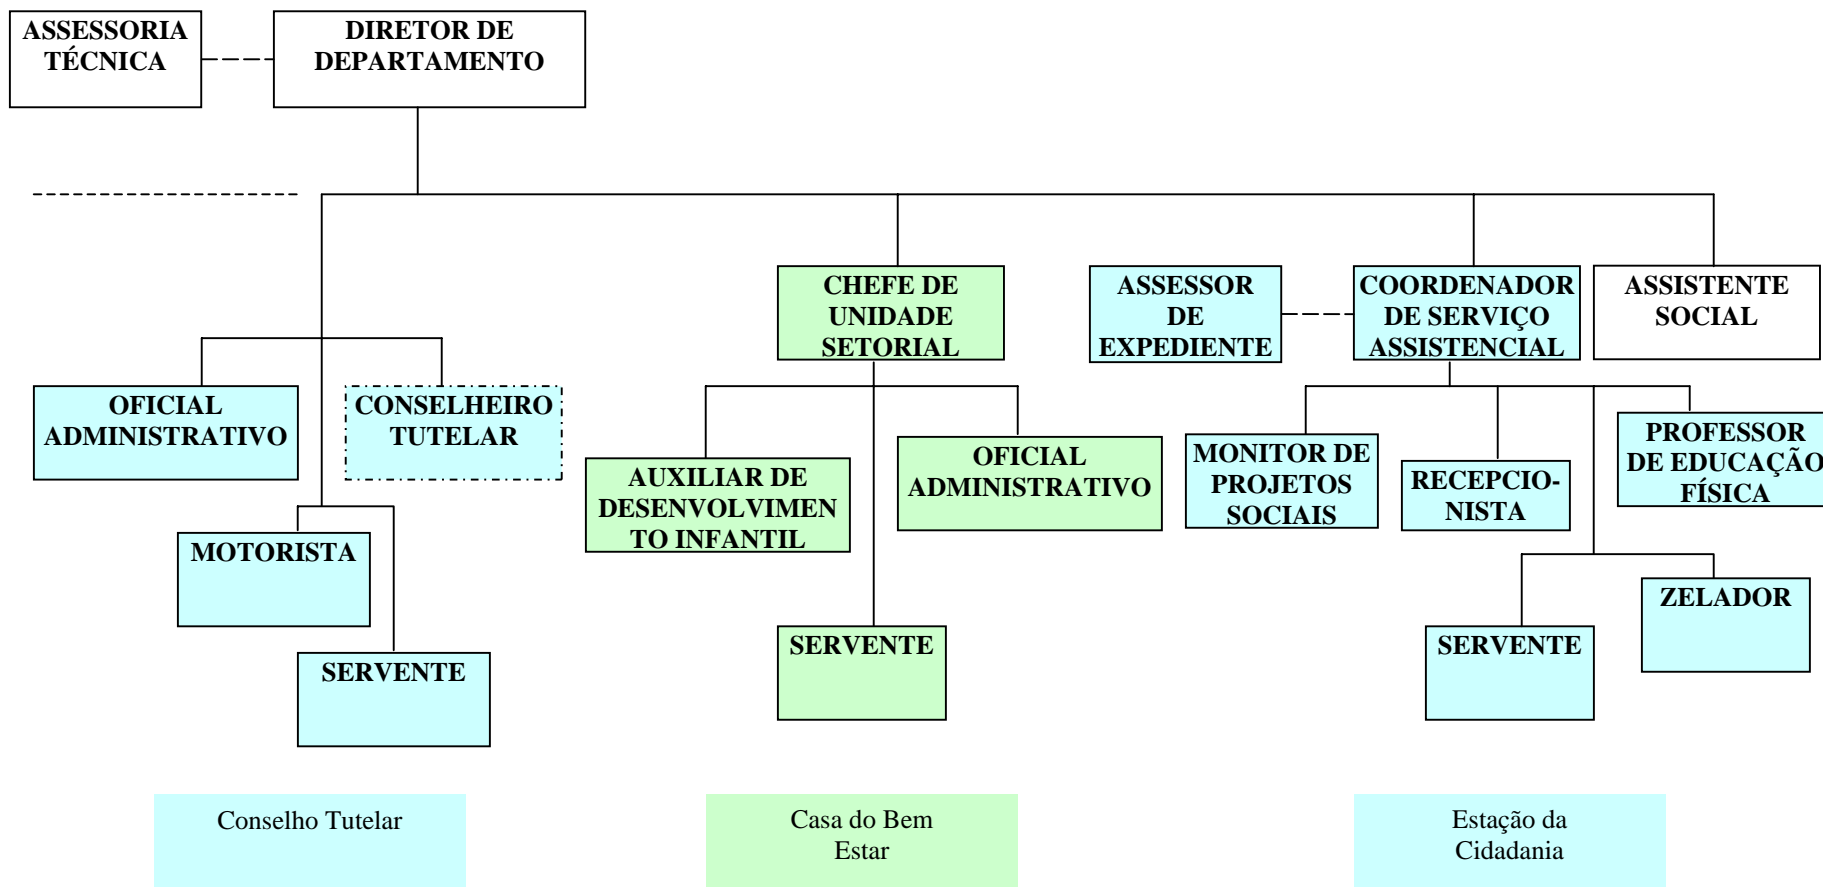 ASSESSORIA
TÉCNICA
DIRETOR DE
DEPARTAMENTO
CHEFE DE
UNIDADE
SETORIAL
ASSESSOR
DE
EXPEDIENTE
COORDENADOR
DE SERVIÇO
ASSISTENCIAL
ASSISTENTE
SOCIAL
OFICIAL
ADMINISTRATIVO
CONSELHEIRO
TUTELAR
AUXILIAR DE
DESENVOLVIMEN
TO INFANTIL
OFICIAL
ADMINISTRATIVO
MONITOR DE
PROJETOS
SOCIAIS
RECEPCIO-
NISTA
PROFESSOR
DE EDUCAÇÃO
FÍSICA
MOTORISTA
SERVENTE
SERVENTE
SERVENTE
ZELADOR
Conselho Tutelar
Casa do Bem
Estar
Estação da
Cidadania